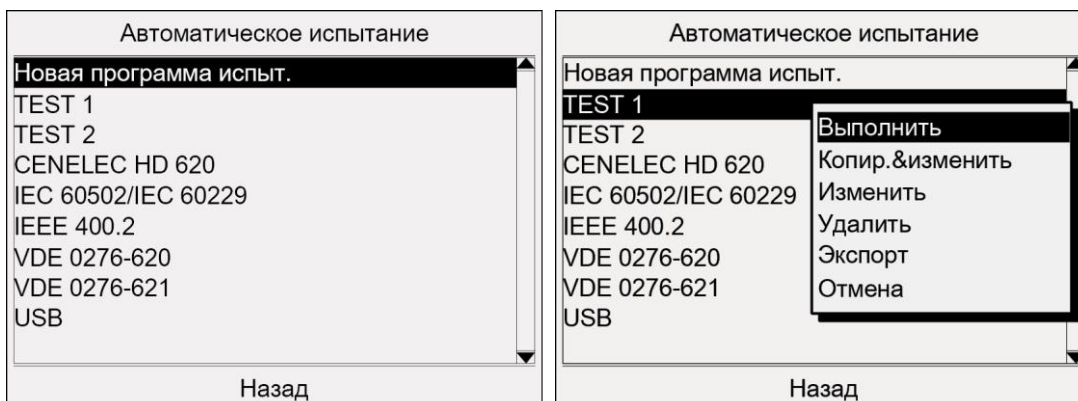 Автоматическое испытание
Новая программа испыт.
TEST 1
TEST 2
CENELEC HD 620
IEC 60502/IEC 60229
IEEE 400.2
VDE 0276-620
VDE 0276-621
USB
Назад
Автоматическое испытание
Новая программа испыт.
TEST 1
TEST 2
CENELEC HD 620
IEC 60502/IEC 60229
IEEE 400.2
VDE 0276-620
VDE 0276-621
USB
Выполнить
Копир.&изменить
Изменить
Удалить
Экспорт
Отмена
Назад